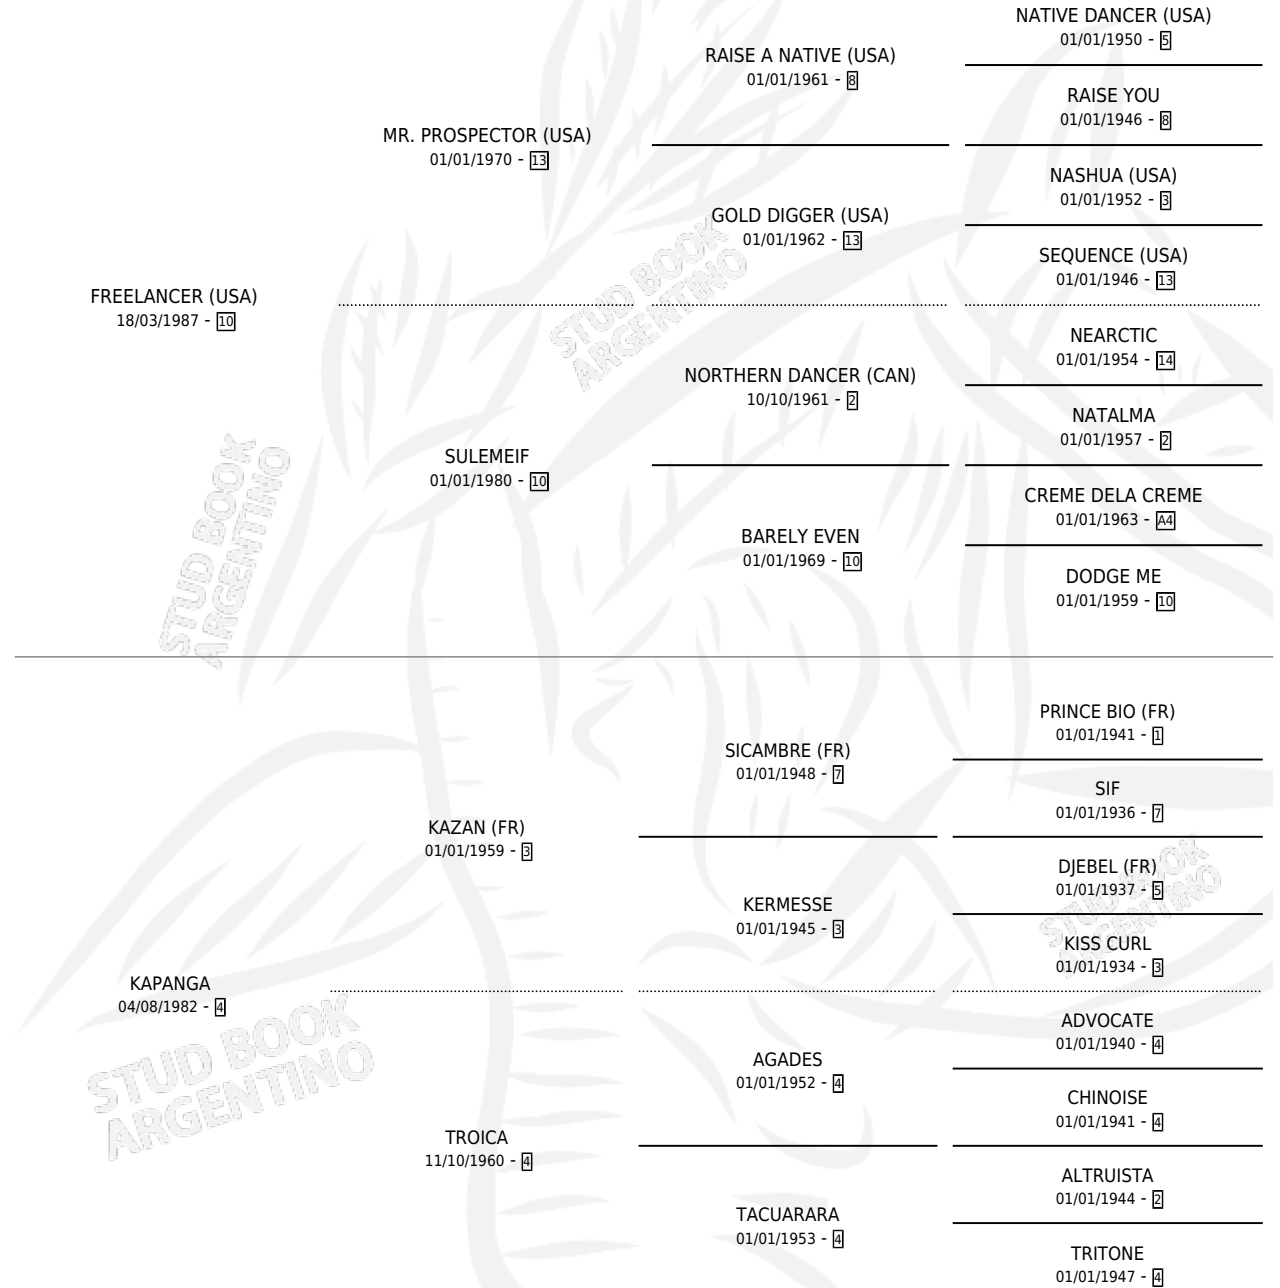 NATIVE DANCER (USA)
01/01/1950 - 5
RAISE A NATIVE (USA)
01/01/1961 - 8
RAISE YOU
01/01/1946 - 8
MR. PROSPECTOR (USA)
01/01/1970 - 13
NASHUA (USA)
01/01/1952 - 3
GOLD DIGGER (USA)
01/01/1962 - 13
SEQUENCE (USA)
01/01/1946 - 13
FREELANCER (USA)
18/03/1987 - 10
NEARCTIC
01/01/1954 - 14
NORTHERN DANCER (CAN)
10/10/1961 - 2
NATALMA
01/01/1957 - 2
SULEMEIF
01/01/1980 - 10
CREME DELA CREME
01/01/1963 - A4
BARELY EVEN
01/01/1969 - 10
DODGE ME
01/01/1959 - 10
PRINCE BIO (FR)
01/01/1941 - 1
SICAMBRE (FR)
01/01/1948 - 7
SIF
01/01/1936 - 7
KAZAN (FR)
01/01/1959 - 3
DJEBEL (FR)
01/01/1937 - 5
KERMESSE
01/01/1945 - 3
KISS CURL
01/01/1934 - 3
KAPANGA
04/08/1982 - 4
ADVOCATE
01/01/1940 - 4
AGADES
01/01/1952 - 4
CHINOISE
01/01/1941 - 4
TROICA
11/10/1960 - 4
ALTRUISTA
01/01/1944 - 2
TACUARARA
01/01/1953 - 4
TRITONE
01/01/1947 - 4
STUD BOOK
ARGENTINO
STUD BOOK
ARGENTINO
STUD BOOK
ARGENTINO
STUD BOOK
ARGENTINO